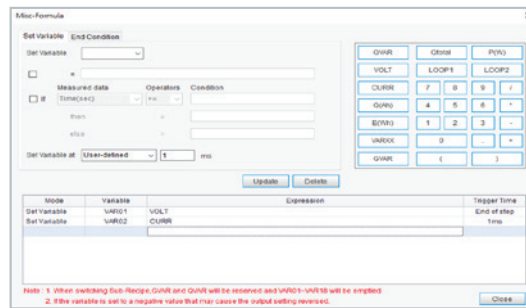 Misc-Formula
Set Variable End Condition
Set Variable
=
Measured data Operators Condition
If Time(sec) >=
then =
else =
Set Variable at User-defined 1 ms
Update Delete
GVAR Qtotal P(W)
VOLT LOOP1 LOOP2
CURR 7 8 9 /
Q(Ah) 4 5 6 *
E(Wh) 1 2 3 -
VARXX 0 . +
QVAR ( )
Mode Variable Expression Trigger Time
Set Variable VAR01 VOLT End of step
Set Variable VAR02 CURR 1ms
Note : 1. When switching Sub-Recipe,GVAR and QVAR will be reserved and VAR01~VAR18 will be emptied.
2. If the variable is set to a negative value that may cause the output setting reversed.
Close